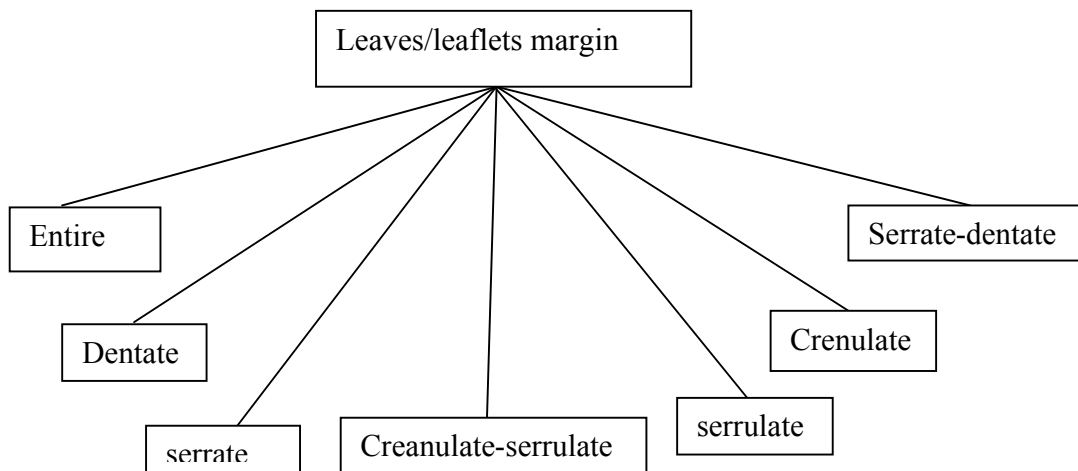 Leaves/leaflets margin
Entire
Serrate-dentate
Dentate
Crenulate
serrate
Creanulate-serrulate
serrulate